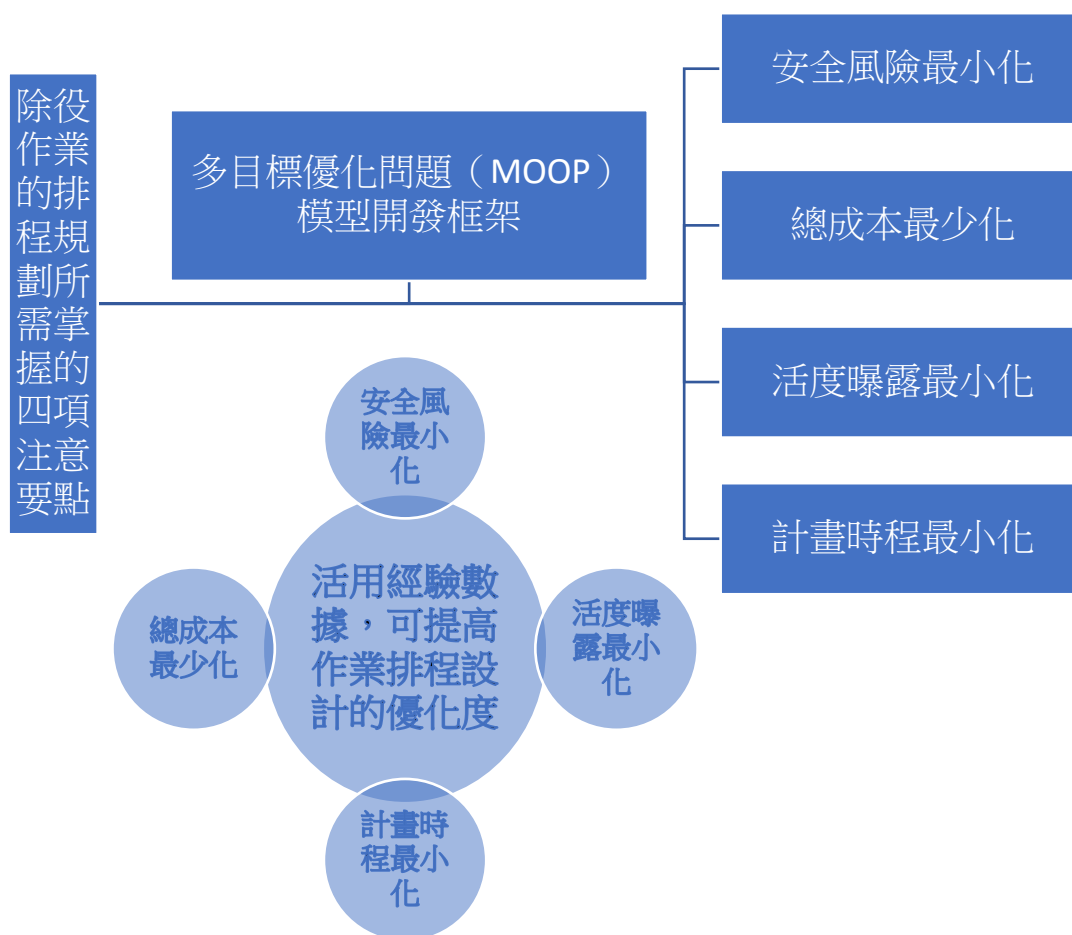 除役
作業
的排
程規
劃所
需掌
握的
四項
注意
要點
多目標優化問題（MOOP）
模型開發框架
安全風險最小化
總成本最少化
活度曝露最小化
計畫時程最小化
安全風
險最小
化
活用經驗數
據，可提高
作業排程設
計的優化度
總成本
最少化
活度曝
露最小
化
計畫時
程最小
化